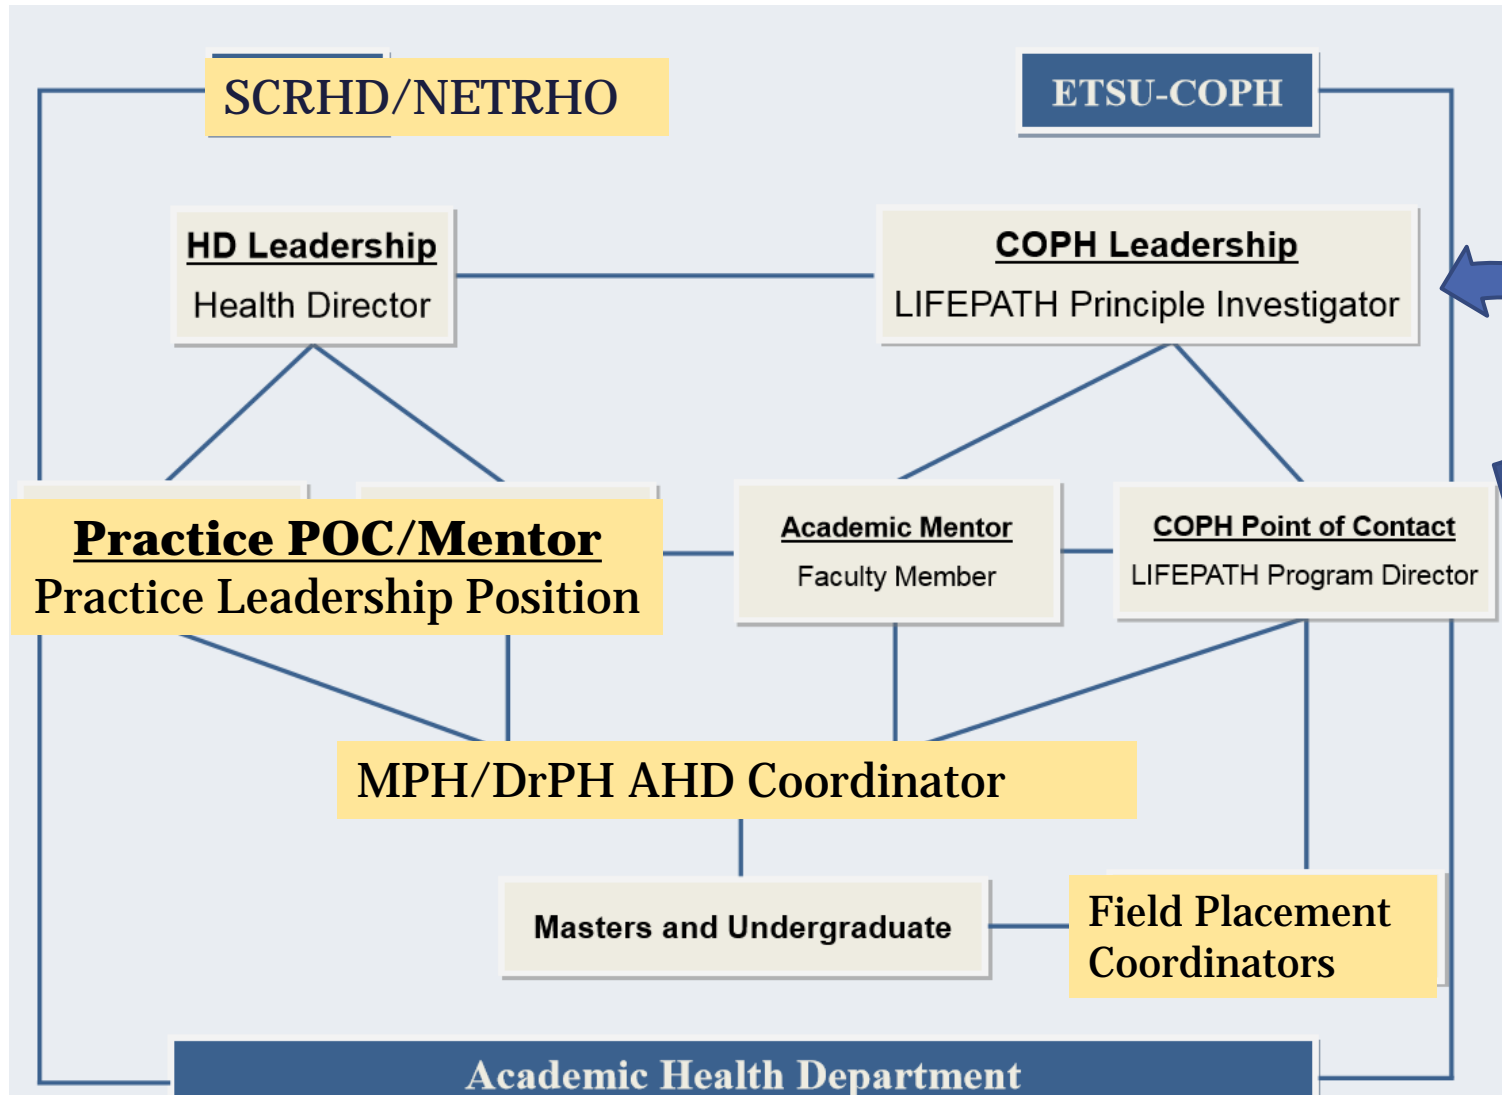 SCRHD/NETRHO
ETSU-COPH
HD Leadership
Health Director
COPH Leadership
LIFEPATH Principle Investigator
Practice POC/Mentor
Practice Leadership Position
Academic Mentor
Faculty Member
COPH Point of Contact
LIFEPATH Program Director
MPH/DrPH AHD Coordinator
Masters and Undergraduate
Field Placement
Coordinators
Academic Health Department